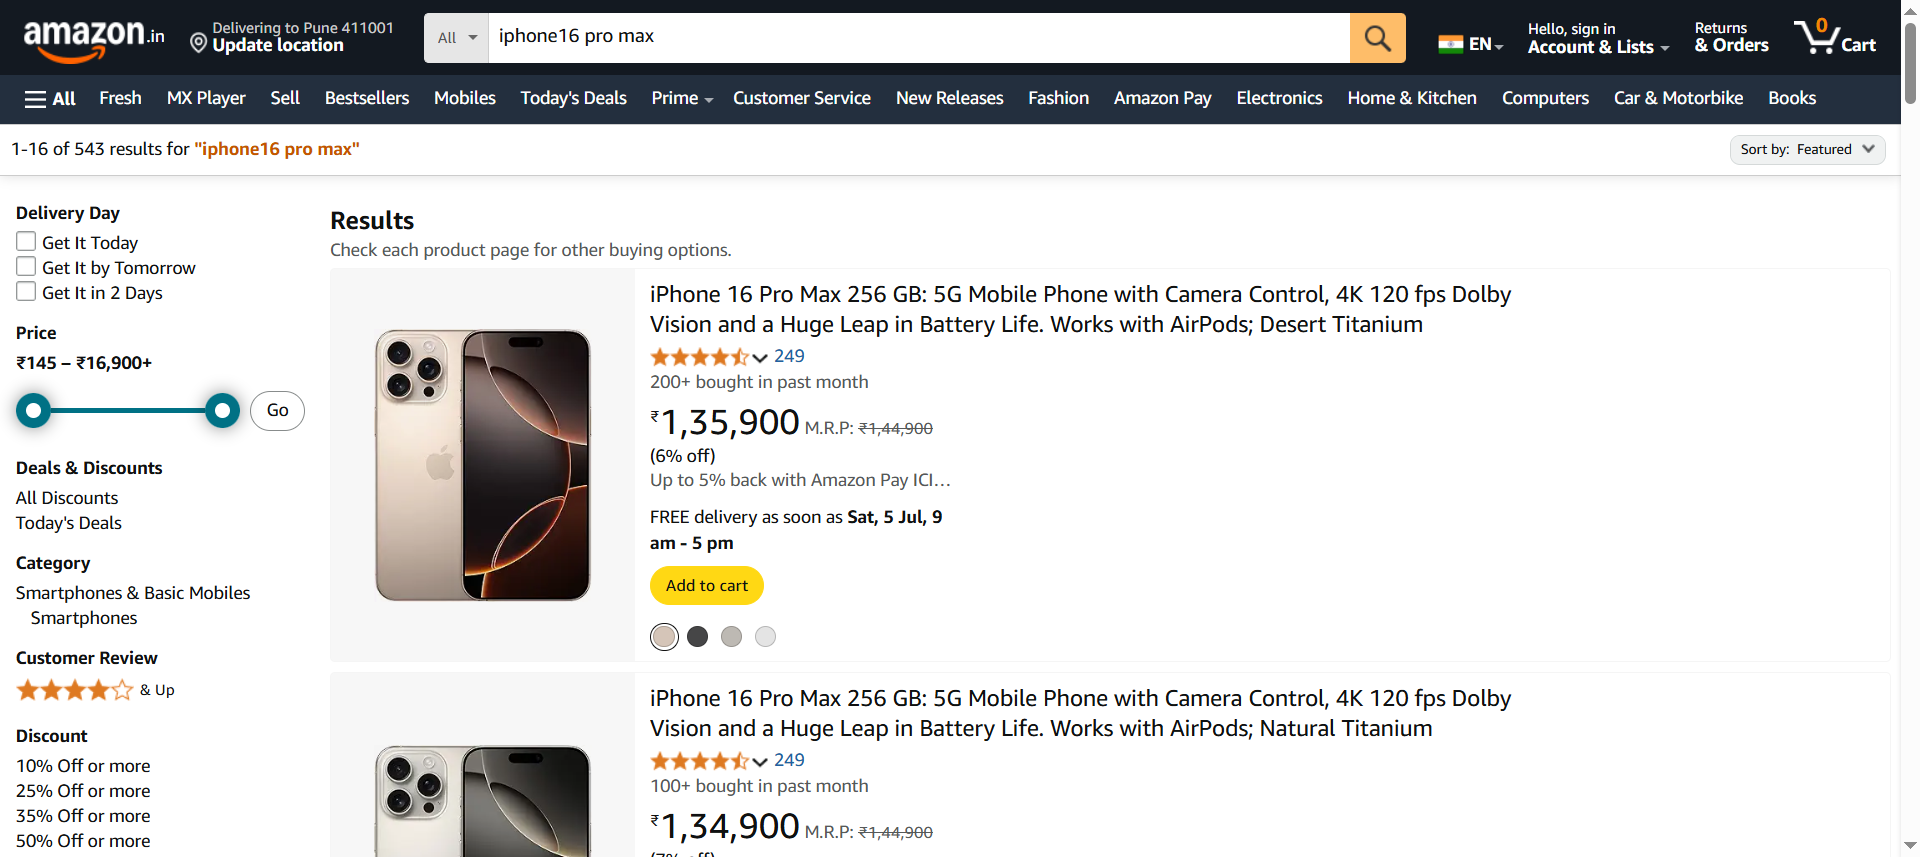 amazon.in
Delivering to Pune 411001
Update location
All
iphone16 pro max
EN
Hello, sign in
Account & Lists
Returns
& Orders
0
Cart
All
Fresh
MX Player
Sell
Bestsellers
Mobiles
Today's Deals
Prime
Customer Service
New Releases
Fashion
Amazon Pay
Electronics
Home & Kitchen
Computers
Car & Motorbike
Books
1-16 of 543 results for "iphone16 pro max"
Sort by: Featured
Delivery Day
Get It Today
Get It by Tomorrow
Get It in 2 Days
Price
₹145 – ₹16,900+
Go
Deals & Discounts
All Discounts
Today's Deals
Category
Smartphones & Basic Mobiles
Smartphones
Customer Review
& Up
Discount
10% Off or more
25% Off or more
35% Off or more
50% Off or more
Results
Check each product page for other buying options.
iPhone 16 Pro Max 256 GB: 5G Mobile Phone with Camera Control, 4K 120 fps Dolby
Vision and a Huge Leap in Battery Life. Works with AirPods; Desert Titanium
249
200+ bought in past month
₹1,35,900 M.R.P: ₹1,44,900
(6% off)
Up to 5% back with Amazon Pay ICI…
FREE delivery as soon as Sat, 5 Jul, 9
am - 5 pm
Add to cart
iPhone 16 Pro Max 256 GB: 5G Mobile Phone with Camera Control, 4K 120 fps Dolby
Vision and a Huge Leap in Battery Life. Works with AirPods; Natural Titanium
249
100+ bought in past month
₹1,34,900 M.R.P: ₹1,44,900